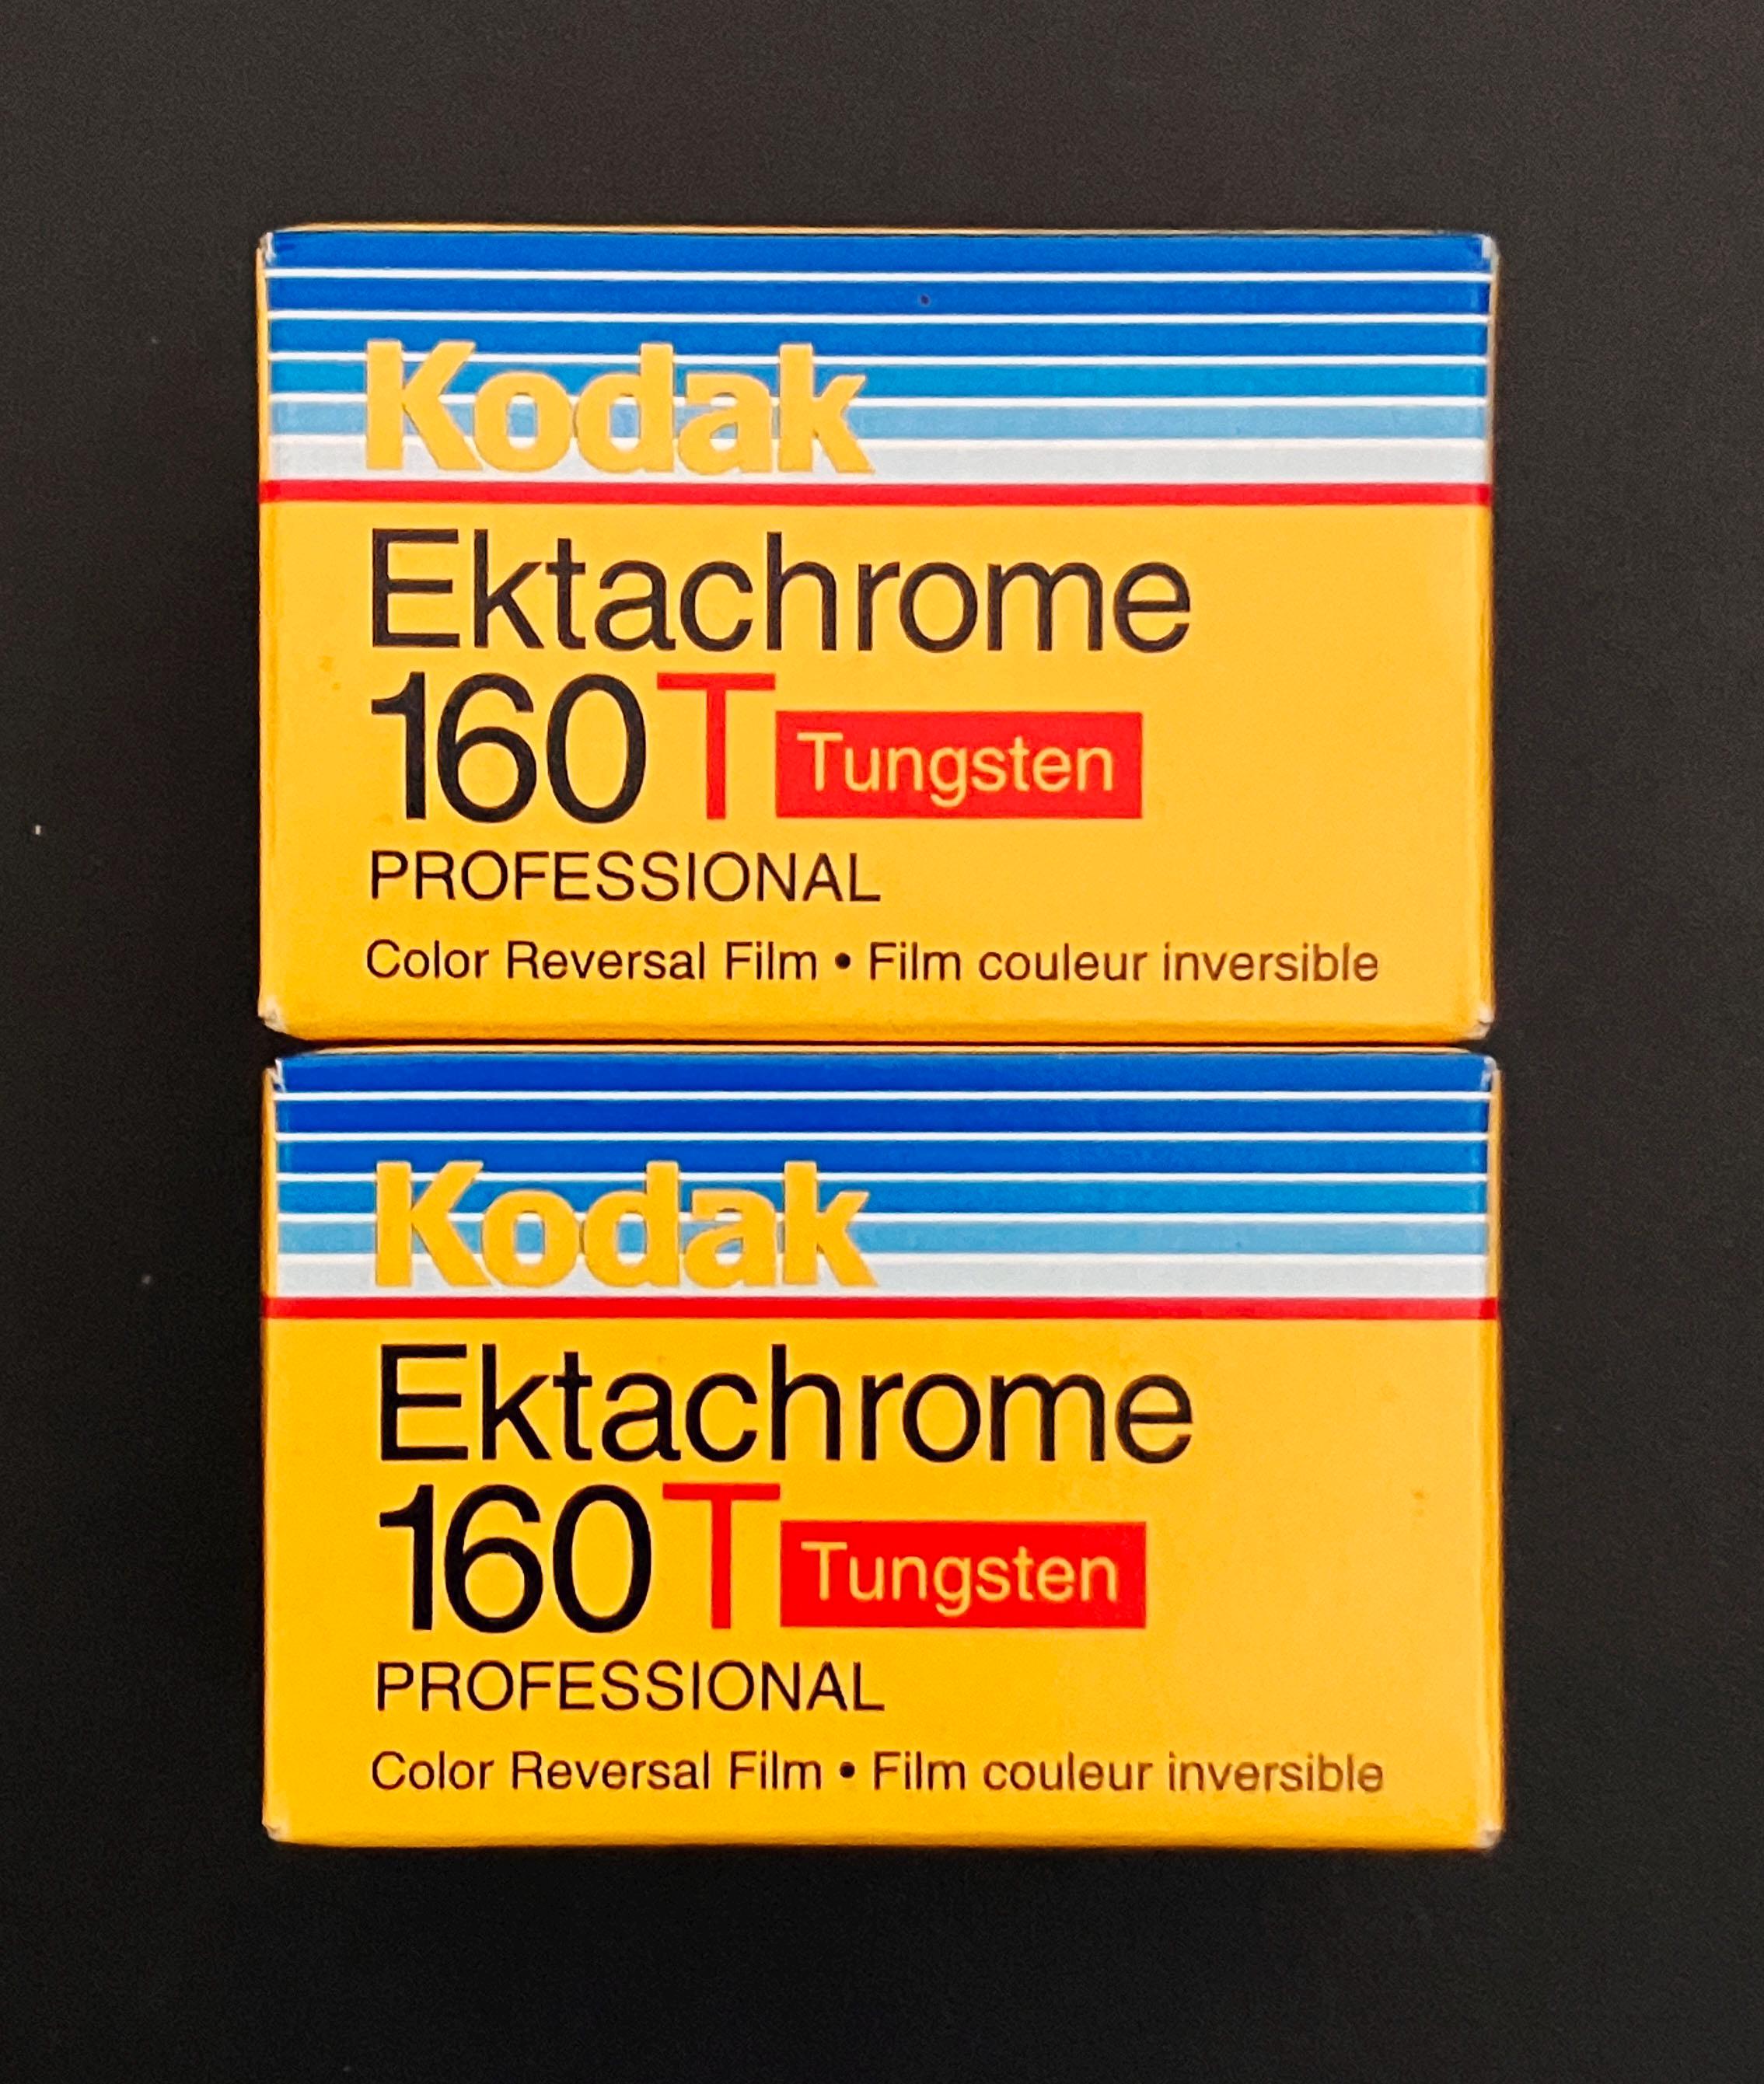 Kodak
Ektachrome
160T Tungsten
PROFESSIONAL
Color Reversal Film • Film couleur inversible
Kodak
Ektachrome
160T Tungsten
PROFESSIONAL
Color Reversal Film • Film couleur inversible